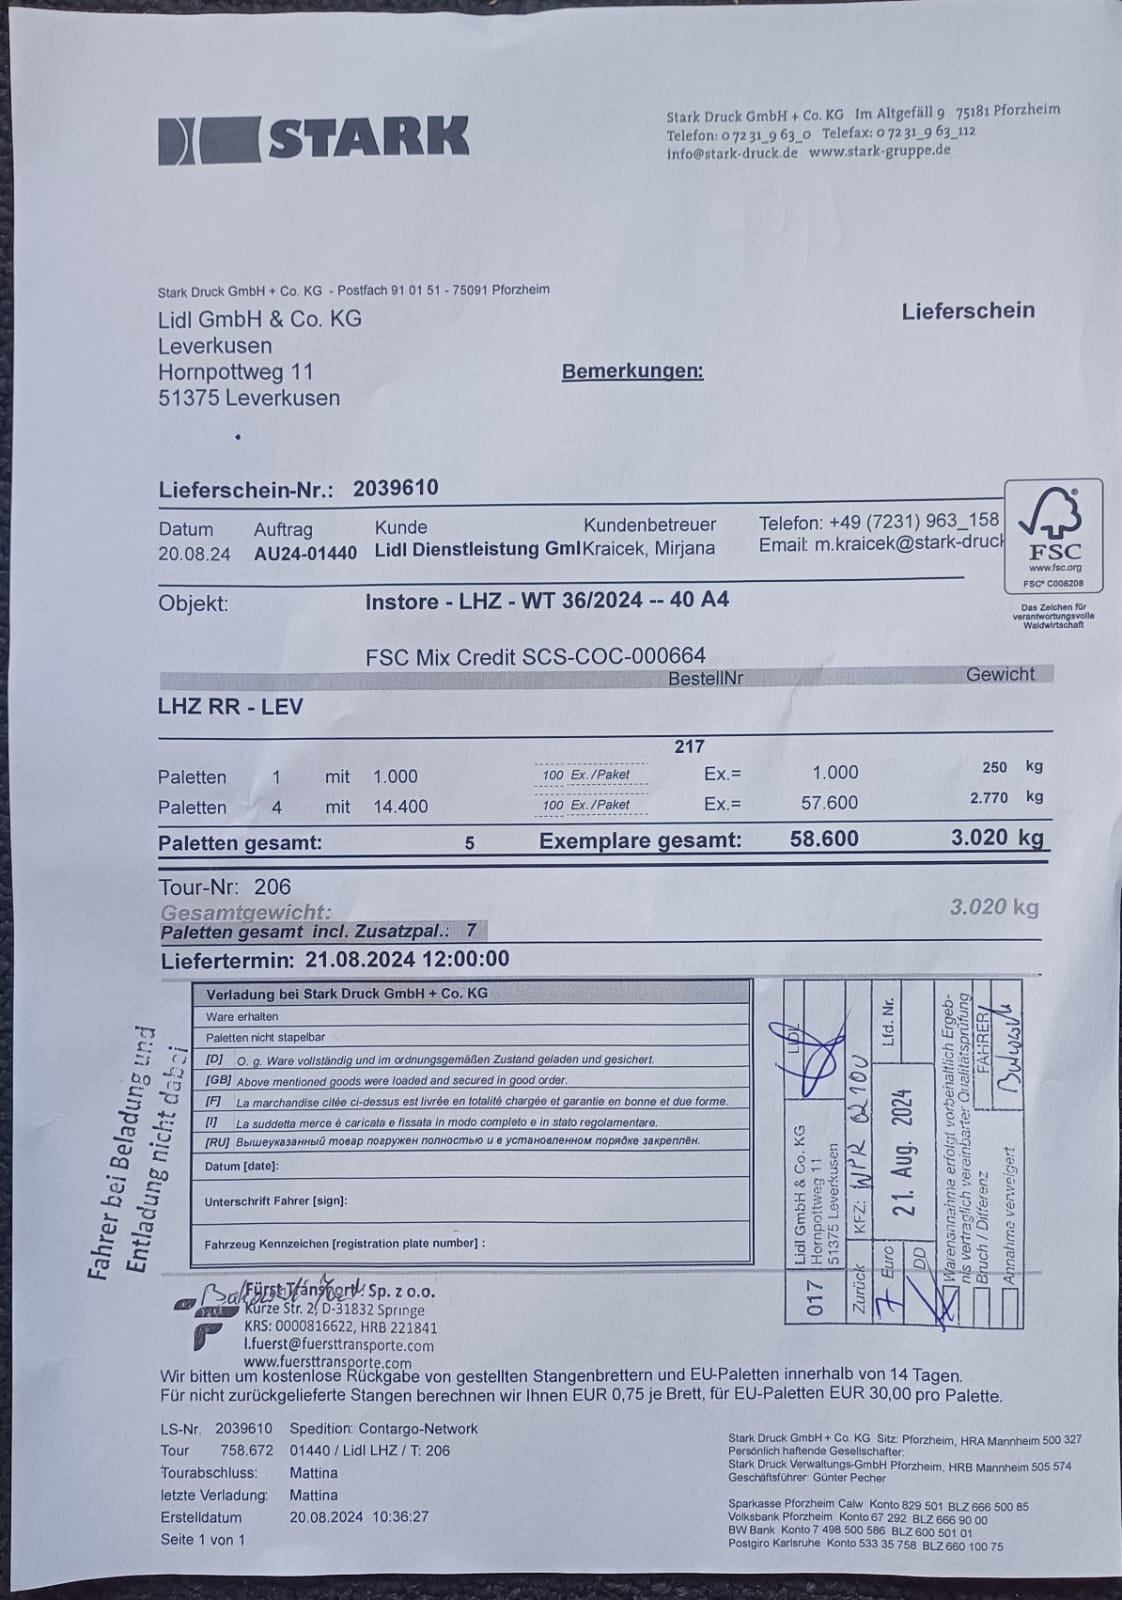 STARK
Stark Druck GmbH + Co. KG Im Altgefäll 9 75181 Pforzheim
Telefon: 0 72 31_9 63_0 Telefax: 0 72 31_9 63_112
info@stark-druck.de www.stark-gruppe.de
Stark Druck GmbH + Co. KG - Postfach 91 01 51 - 75091 Pforzheim
Lidl GmbH & Co. KG
Leverkusen
Hornpottweg 11
51375 Leverkusen
Lieferschein
Bemerkungen:
Lieferschein-Nr.: 2039610
Datum Auftrag Kunde Kundenbetreuer Telefon: +49 (7231) 963_158
20.08.24 AU24-01440 Lidl Dienstleistung Gml Kraicek, Mirjana Email: m.kraicek@stark-druck
FSC
www.fsc.org
FSC® C006208
Das Zeichen für
verantwortungsvolle
Waldwirtschaft
Objekt: Instore - LHZ - WT 36/2024 -- 40 A4
FSC Mix Credit SCS-COC-000664
BestellNr Gewicht
LHZ RR - LEV
217
Paletten 1 mit 1.000 100 Ex./Paket Ex.= 1.000 250 kg
Paletten 4 mit 14.400 100 Ex./Paket Ex.= 57.600 2.770 kg
Paletten gesamt: 5 Exemplare gesamt: 58.600 3.020 kg
Tour-Nr: 206
Gesamtgewicht: 3.020 kg
Paletten gesamt incl. Zusatzpal.: 7
Liefertermin: 21.08.2024 12:00:00
Verladung bei Stark Druck GmbH + Co. KG
Ware erhalten
Paletten nicht stapelbar
[D] O. g. Ware vollständig und im ordnungsgemäßen Zustand geladen und gesichert.
[GB] Above mentioned goods were loaded and secured in good order.
[F] La marchandise citée ci-dessus est livrée en totalité chargée et garantie en bonne et due forme.
[I] La suddetta merce è caricata e fissata in modo completo e in stato regolamentare.
[RU] Вышеуказанный товар погружен полностью и в установленном порядке закреплён.
Datum [date]:
Unterschrift Fahrer [sign]:
Fahrzeug Kennzeichen [registration plate number] :
Fahrer bei Beladung und
Entladung nicht dabei
017
Lidl GmbH & Co. KG
Hornpottweg 11
51375 Leverkusen
LIDL
Zurück KFZ: WPR 02100
7 Euro
DD
21. Aug. 2024
Lfd. Nr.
Warenannahme erfolgt vorbehaltlich Ergeb-
nis vertraglich vereinbarter Qualitätsprüfung
Bruch / Differenz FAHRER
Annahme verweigert
Fürst Transport Sp. z o.o.
Kurze Str. 2, D-31832 Springe
KRS: 0000816622, HRB 221841
l.fuerst@fuersttransporte.com
www.fuersttransporte.com
Wir bitten um kostenlose Rückgabe von gestellten Stangenbrettern und EU-Paletten innerhalb von 14 Tagen.
Für nicht zurückgelieferte Stangen berechnen wir Ihnen EUR 0,75 je Brett, für EU-Paletten EUR 30,00 pro Palette.
LS-Nr. 2039610 Spedition: Contargo-Network
Tour 758.672 01440 / Lidl LHZ / T: 206
Tourabschluss: Mattina
letzte Verladung: Mattina
Erstelldatum 20.08.2024 10:36:27
Seite 1 von 1
Stark Druck GmbH + Co. KG Sitz: Pforzheim, HRA Mannheim 500 327
Persönlich haftende Gesellschafter:
Stark Druck Verwaltungs-GmbH Pforzheim, HRB Mannheim 505 574
Geschäftsführer: Günter Pecher
Sparkasse Pforzheim Calw Konto 829 501 BLZ 666 500 85
Volksbank Pforzheim Konto 67 292 BLZ 666 90 00
BW Bank Konto 7 498 500 586 BLZ 600 501 01
Postgiro Karlsruhe Konto 533 35 758 BLZ 660 100 75